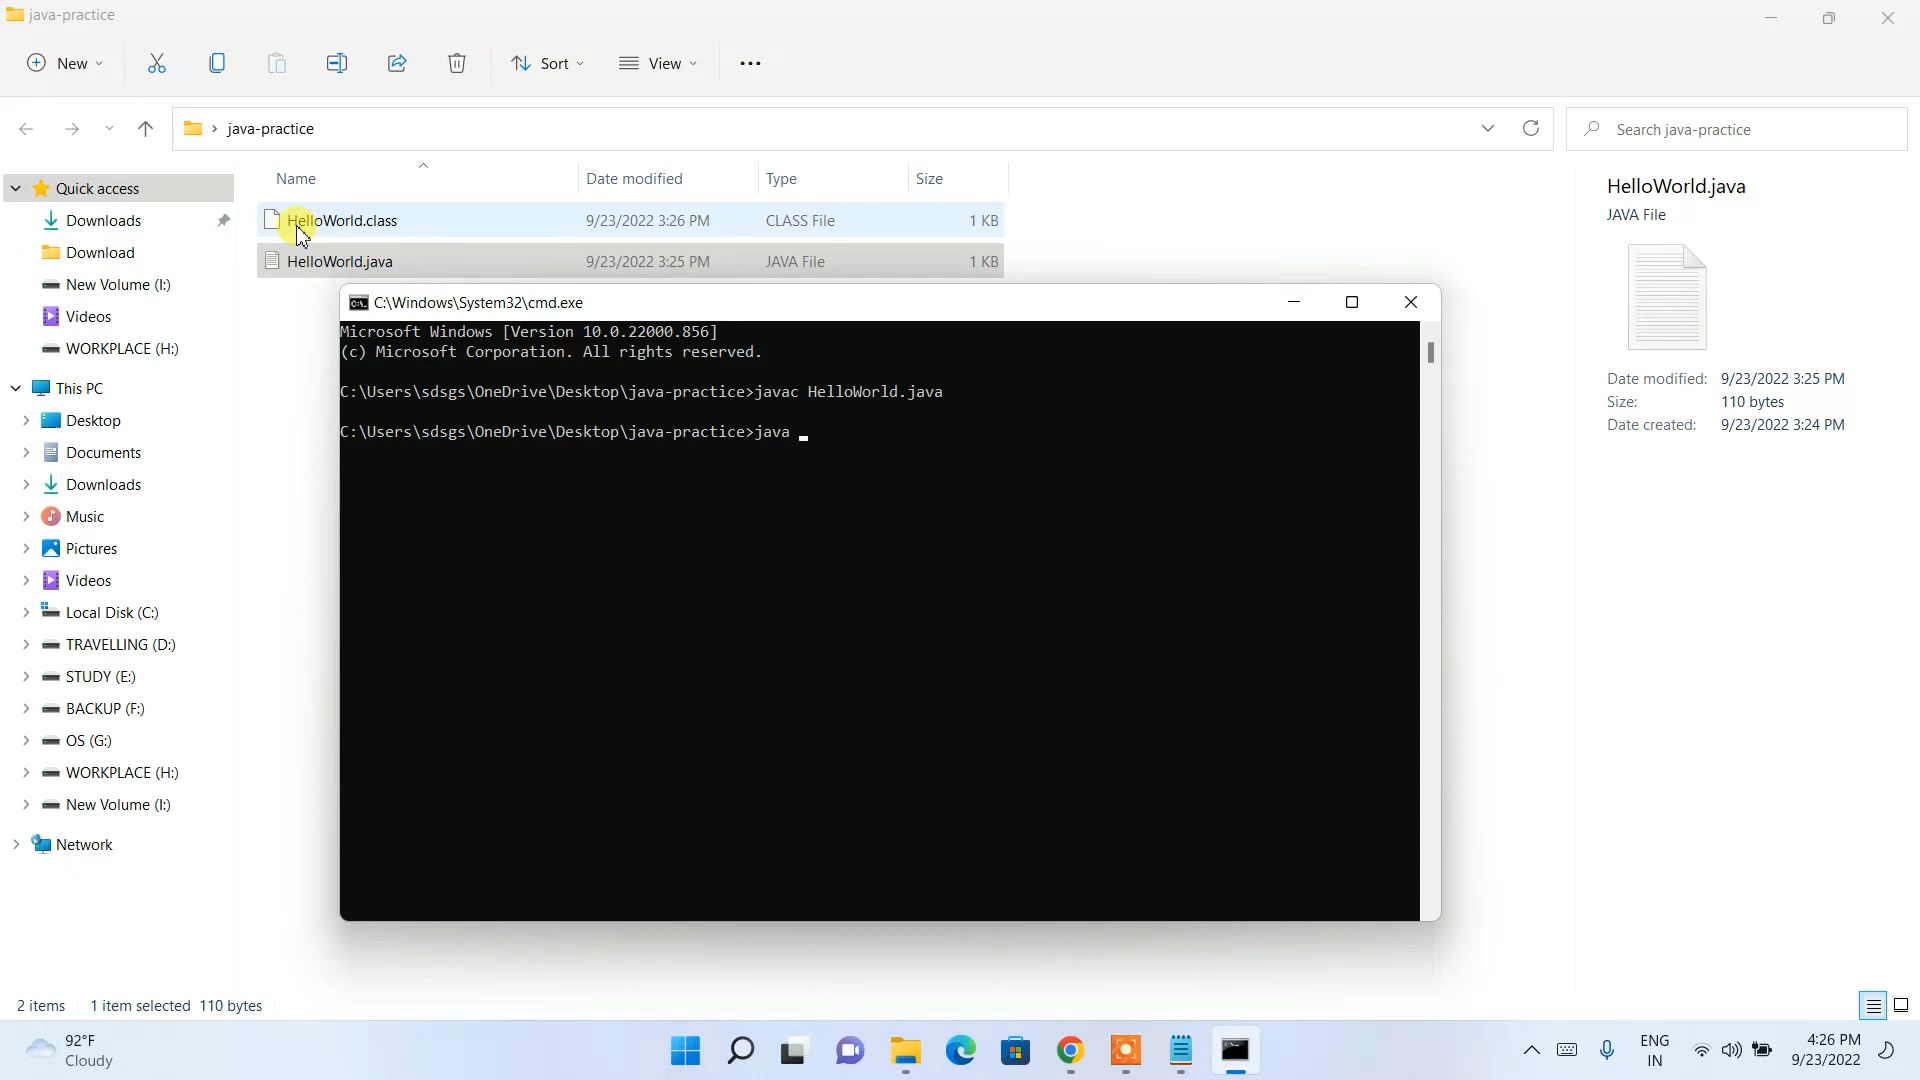 java-practice
New
Sort
View
java-practice
Search java-practice
Name
Date modified
Type
Size
HelloWorld.class
9/23/2022 3:26 PM
CLASS File
1 KB
HelloWorld.java
9/23/2022 3:25 PM
JAVA File
1 KB
Quick access
Downloads
Download
New Volume (I:)
Videos
WORKPLACE (H:)
This PC
Desktop
Documents
Downloads
Music
Pictures
Videos
Local Disk (C:)
TRAVELLING (D:)
STUDY (E:)
BACKUP (F:)
OS (G:)
WORKPLACE (H:)
New Volume (I:)
Network
C:\Windows\System32\cmd.exe
Microsoft Windows [Version 10.0.22000.856]
(c) Microsoft Corporation. All rights reserved.
C:\Users\sdsgs\OneDrive\Desktop\java-practice>javac HelloWorld.java
C:\Users\sdsgs\OneDrive\Desktop\java-practice>java
HelloWorld.java
JAVA File
Date modified: 9/23/2022 3:25 PM
Size: 110 bytes
Date created: 9/23/2022 3:24 PM
2 items
1 item selected 110 bytes
92°F
Cloudy
ENG
IN
4:26 PM
9/23/2022